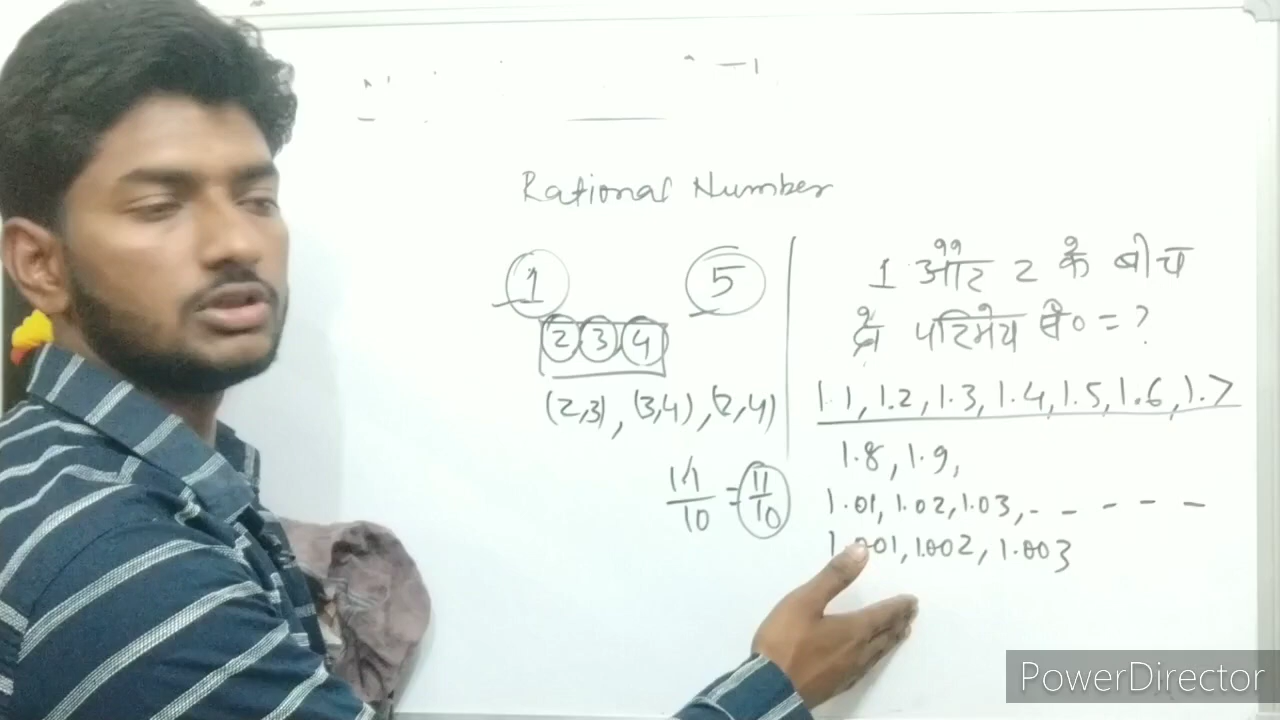 Rational Number
1 5
2 3 4
(2,3), (3,4), (2,4)
1.1/10 = 11/10
1 और 2 के बीच
परिमेय सं० = ?
1.1, 1.2, 1.3, 1.4, 1.5, 1.6, 1.7
1.8, 1.9,
1.01, 1.02, 1.03, - - - - -
1.001, 1.002, 1.003
PowerDirector